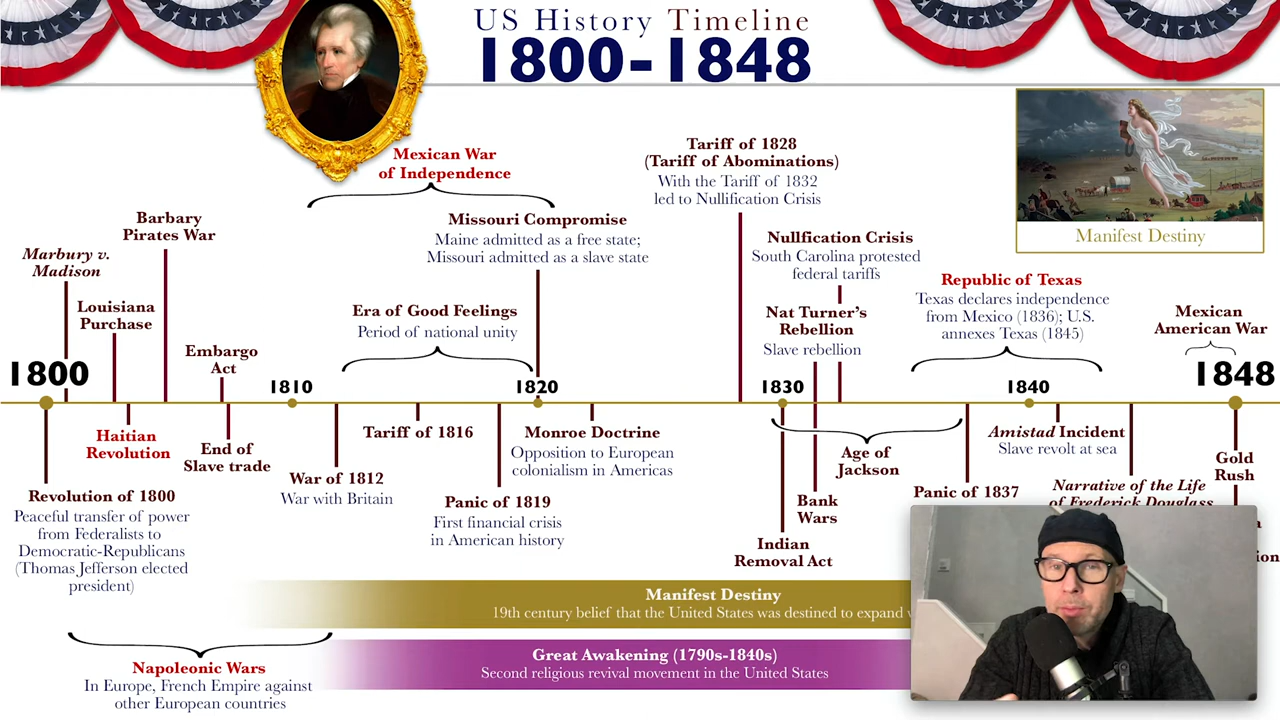 US History Timeline
1800-1848
Manifest Destiny
Mexican War
of Independence
Tariff of 1828
(Tariff of Abominations)
With the Tariff of 1832
led to Nullification Crisis
Barbary
Pirates War
Missouri Compromise
Maine admitted as a free state;
Missouri admitted as a slave state
Nullfication Crisis
South Carolina protested
federal tariffs
Marbury v.
Madison
Republic of Texas
Texas declares independence
from Mexico (1836); U.S.
annexes Texas (1845)
Louisiana
Purchase
Era of Good Feelings
Period of national unity
Nat Turner's
Rebellion
Slave rebellion
Mexican
American War
Embargo
Act
1800
1810
1820
1830
1840
1848
Haitian
Revolution
End of
Slave trade
Tariff of 1816
Monroe Doctrine
Opposition to European
colonialism in Americas
Age of
Jackson
Amistad Incident
Slave revolt at sea
Gold
Rush
War of 1812
War with Britain
Revolution of 1800
Peaceful transfer of power
from Federalists to
Democratic-Republicans
(Thomas Jefferson elected
president)
Panic of 1819
First financial crisis
in American history
Bank
Wars
Panic of 1837
Narrative of the Life
of Frederick Douglass
Indian
Removal Act
Manifest Destiny
19th century belief that the United States was destined to expand
Great Awakening (1790s-1840s)
Second religious revival movement in the United States
Napoleonic Wars
In Europe, French Empire against
other European countries